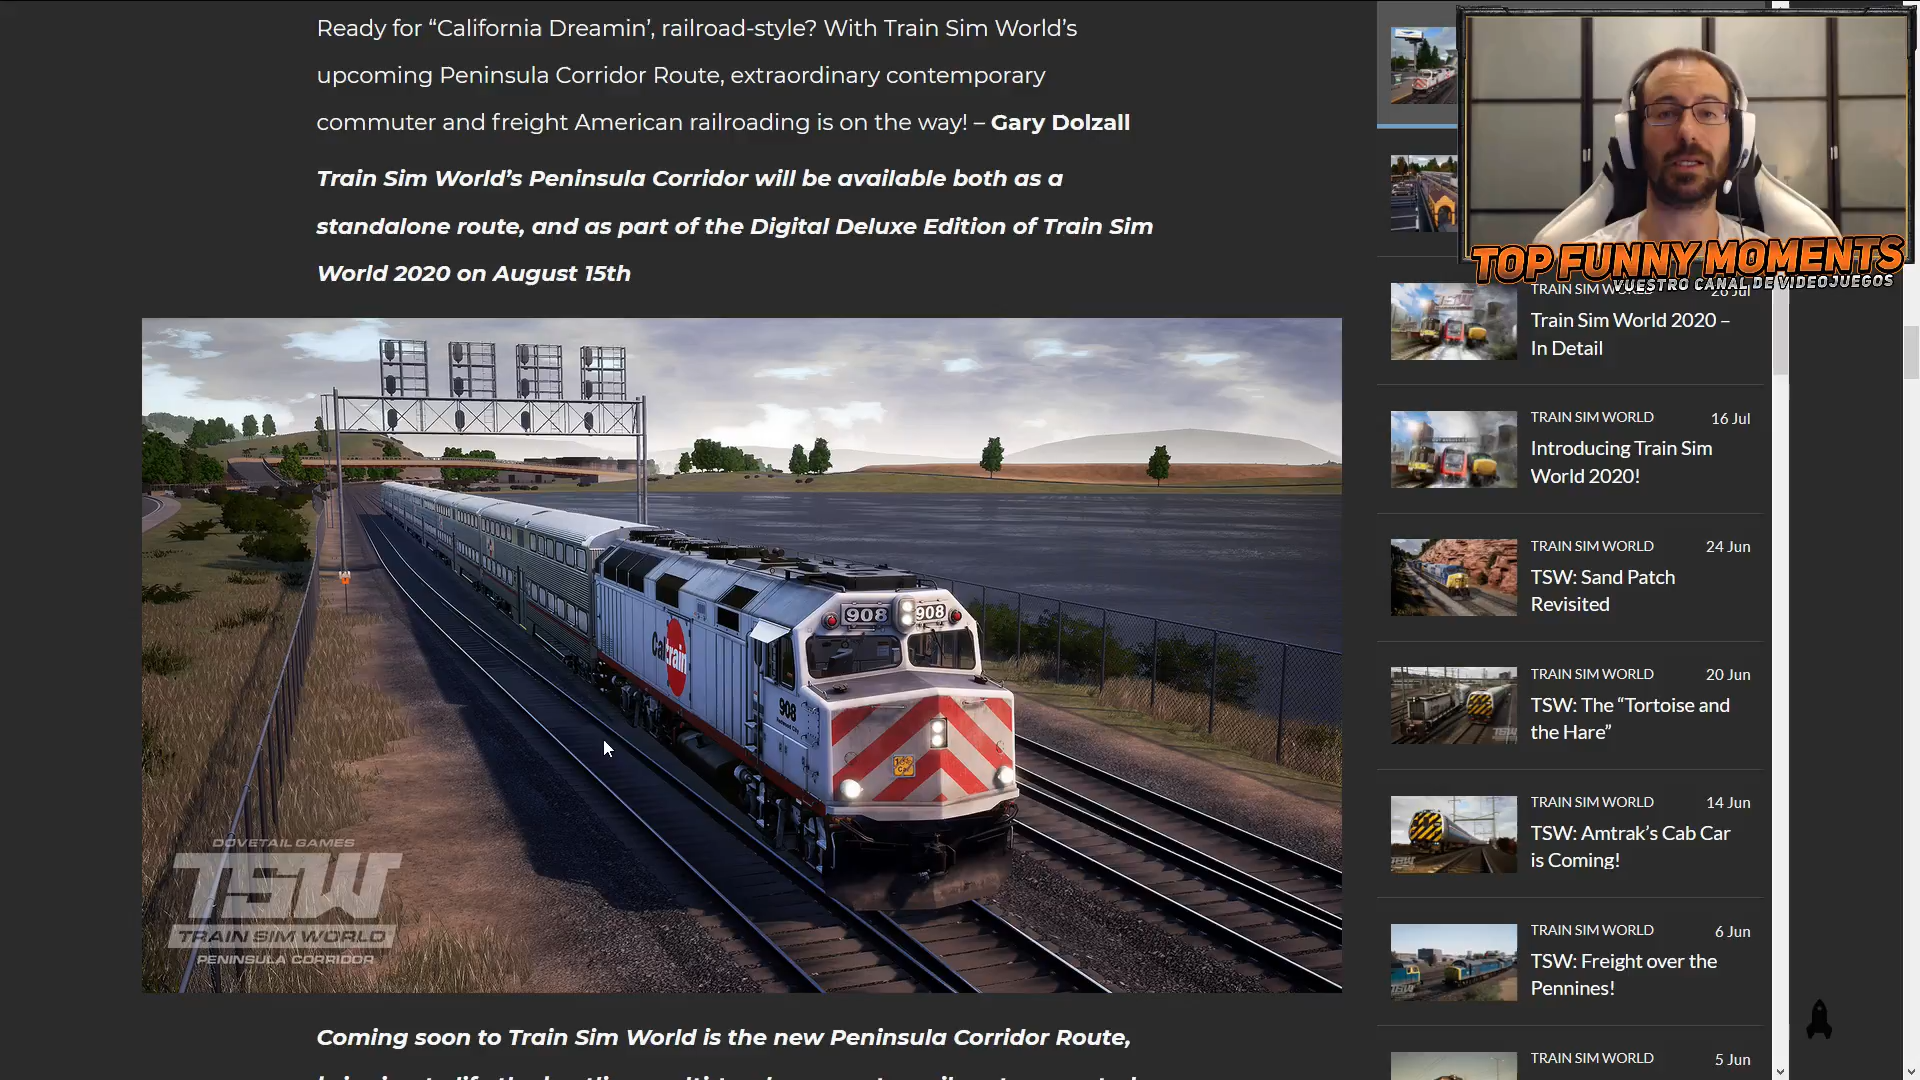 Ready for “California Dreamin’, railroad-style? With Train Sim World’s
upcoming Peninsula Corridor Route, extraordinary contemporary
commuter and freight American railroading is on the way! – Gary Dolzall
Train Sim World’s Peninsula Corridor will be available both as a
standalone route, and as part of the Digital Deluxe Edition of Train Sim
World 2020 on August 15th
908
908
Caltrain
908
DOVETAIL GAMES
TSW
TRAIN SIM WORLD
PENINSULA CORRIDOR
Coming soon to Train Sim World is the new Peninsula Corridor Route,
TOP FUNNY MOMENTS
VUESTRO CANAL DE VIDEOJUEGOS
TRAIN SIM WORLD 26 Jul
Train Sim World 2020 –
In Detail
TRAIN SIM WORLD 16 Jul
Introducing Train Sim
World 2020!
TRAIN SIM WORLD 24 Jun
TSW: Sand Patch
Revisited
TRAIN SIM WORLD 20 Jun
TSW: The “Tortoise and
the Hare”
TRAIN SIM WORLD 14 Jun
TSW: Amtrak’s Cab Car
is Coming!
TRAIN SIM WORLD 6 Jun
TSW: Freight over the
Pennines!
TRAIN SIM WORLD 5 Jun